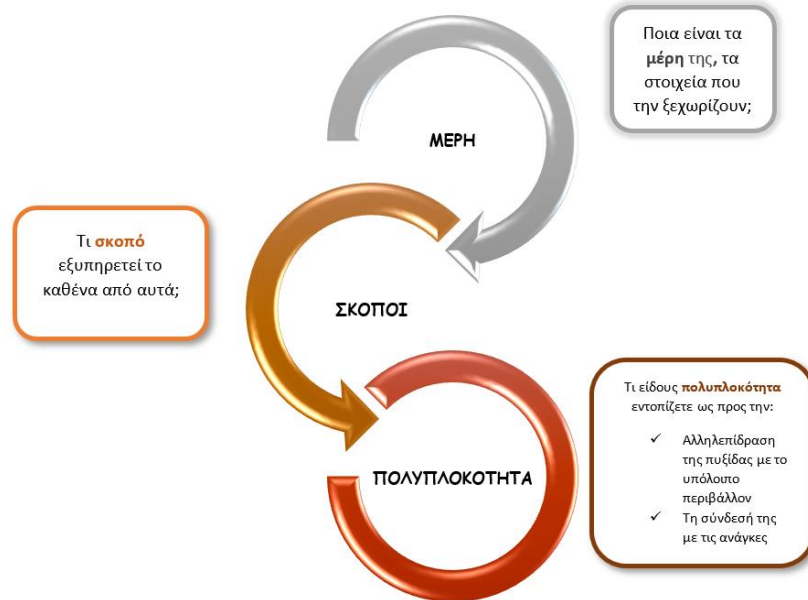 Ποια είναι τα
μέρη της, τα
στοιχεία που
την ξεχωρίζουν;
ΜΕΡΗ
Τι σκοπό
εξυπηρετεί το
καθένα από αυτά;
ΣΚΟΠΟΙ
Τι είδους πολυπλοκότητα
εντοπίζετε ως προς την:
✓ Αλληλεπίδραση
της πυξίδας με το
υπόλοιπο
περιβάλλον
✓ Τη σύνδεσή της
με τις ανάγκες
ΠΟΛΥΠΛΟΚΟΤΗΤΑ